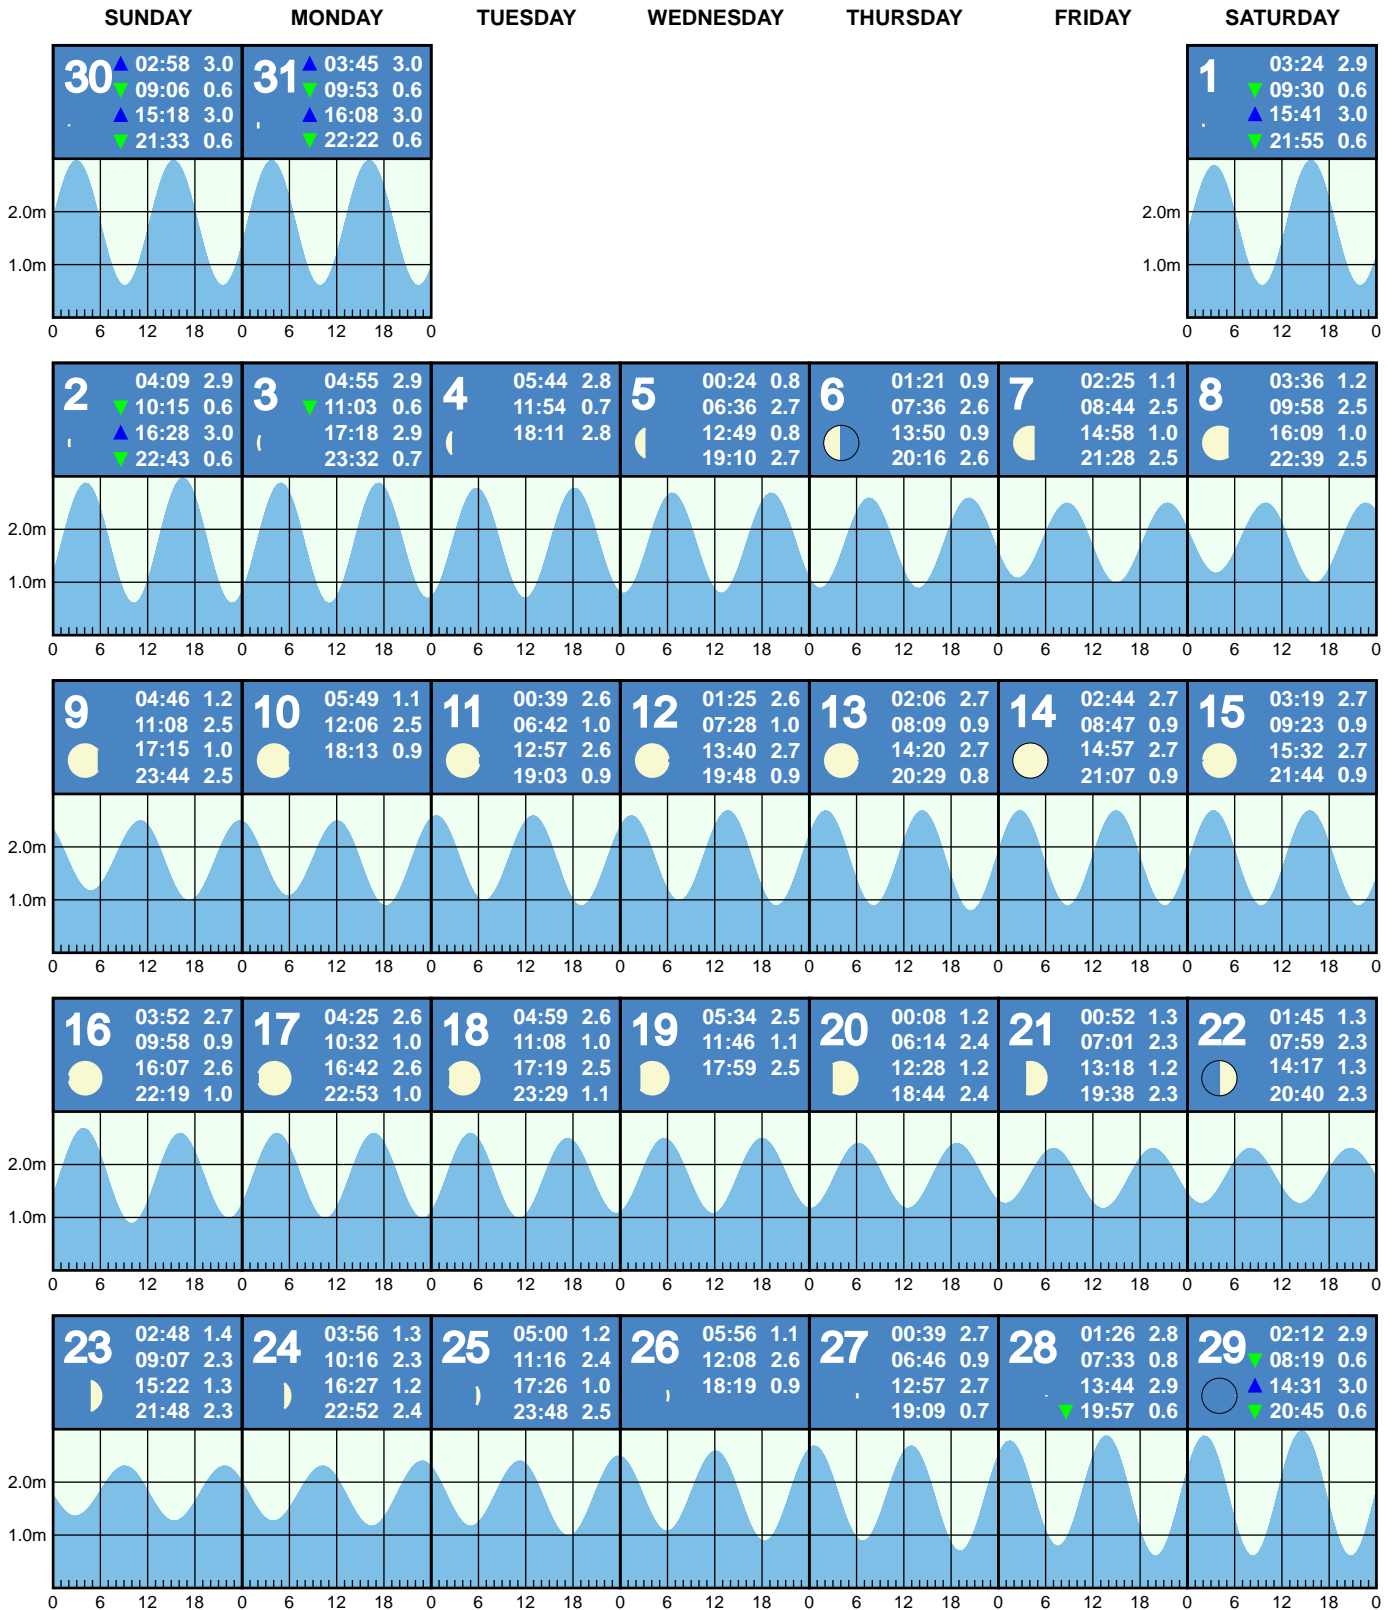 SUNDAY MONDAY TUESDAY WEDNESDAY THURSDAY FRIDAY SATURDAY
30 02:58 3.0
09:06 0.6
15:18 3.0
21:33 0.6
31 03:45 3.0
09:53 0.6
16:08 3.0
22:22 0.6
1 03:24 2.9
09:30 0.6
15:41 3.0
21:55 0.6
2.0m 2.0m
1.0m 1.0m
0 6 12 18 0 6 12 18 0 0 6 12 18 0
2 04:09 2.9
10:15 0.6
16:28 3.0
22:43 0.6
3 04:55 2.9
11:03 0.6
17:18 2.9
23:32 0.7
4 05:44 2.8
11:54 0.7
18:11 2.8
5 00:24 0.8
06:36 2.7
12:49 0.8
19:10 2.7
6 01:21 0.9
07:36 2.6
13:50 0.9
20:16 2.6
7 02:25 1.1
08:44 2.5
14:58 1.0
21:28 2.5
8 03:36 1.2
09:58 2.5
16:09 1.0
22:39 2.5
2.0m
1.0m
0 6 12 18 0 6 12 18 0 6 12 18 0 6 12 18 0 6 12 18 0 6 12 18 0 6 12 18 0
9 04:46 1.2
11:08 2.5
17:15 1.0
23:44 2.5
10 05:49 1.1
12:06 2.5
18:13 0.9
11 00:39 2.6
06:42 1.0
12:57 2.6
19:03 0.9
12 01:25 2.6
07:28 1.0
13:40 2.7
19:48 0.9
13 02:06 2.7
08:09 0.9
14:20 2.7
20:29 0.8
14 02:44 2.7
08:47 0.9
14:57 2.7
21:07 0.9
15 03:19 2.7
09:23 0.9
15:32 2.7
21:44 0.9
2.0m
1.0m
0 6 12 18 0 6 12 18 0 6 12 18 0 6 12 18 0 6 12 18 0 6 12 18 0 6 12 18 0
16 03:52 2.7
09:58 0.9
16:07 2.6
22:19 1.0
17 04:25 2.6
10:32 1.0
16:42 2.6
22:53 1.0
18 04:59 2.6
11:08 1.0
17:19 2.5
23:29 1.1
19 05:34 2.5
11:46 1.1
17:59 2.5
20 00:08 1.2
06:14 2.4
12:28 1.2
18:44 2.4
21 00:52 1.3
07:01 2.3
13:18 1.2
19:38 2.3
22 01:45 1.3
07:59 2.3
14:17 1.3
20:40 2.3
2.0m
1.0m
0 6 12 18 0 6 12 18 0 6 12 18 0 6 12 18 0 6 12 18 0 6 12 18 0 6 12 18 0
23 02:48 1.4
09:07 2.3
15:22 1.3
21:48 2.3
24 03:56 1.3
10:16 2.3
16:27 1.2
22:52 2.4
25 05:00 1.2
11:16 2.4
17:26 1.0
23:48 2.5
26 05:56 1.1
12:08 2.6
18:19 0.9
27 00:39 2.7
06:46 0.9
12:57 2.7
19:09 0.7
28 01:26 2.8
07:33 0.8
13:44 2.9
19:57 0.6
29 02:12 2.9
08:19 0.6
14:31 3.0
20:45 0.6
2.0m
1.0m
0 6 12 18 0 6 12 18 0 6 12 18 0 6 12 18 0 6 12 18 0 6 12 18 0 6 12 18 0